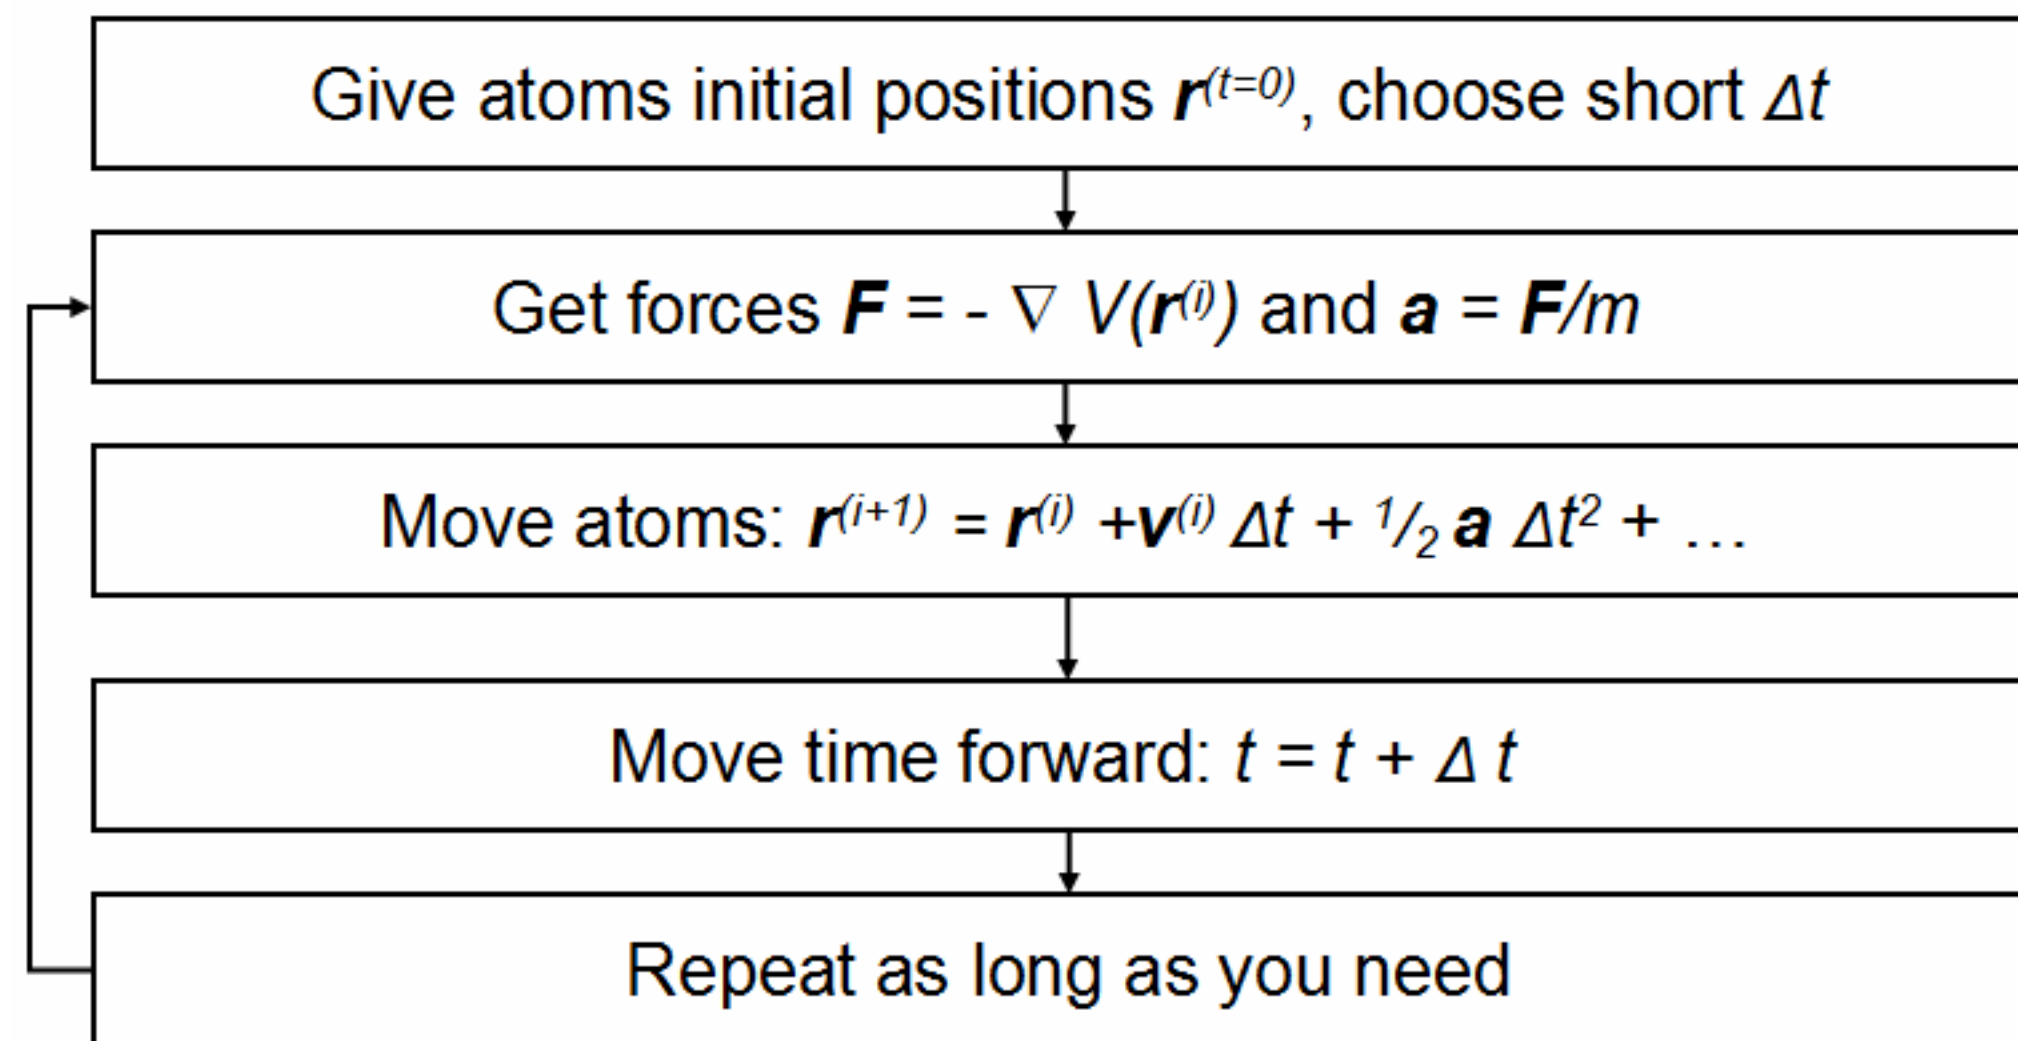 Give atoms initial positions r(t=0), choose short Δt
Get forces F = - ∇ V(r(i)) and a = F/m
Move atoms: r(i+1) = r(i) +v(i) Δt + 1/2 a Δt2 + …
Move time forward: t = t + Δ t
Repeat as long as you need